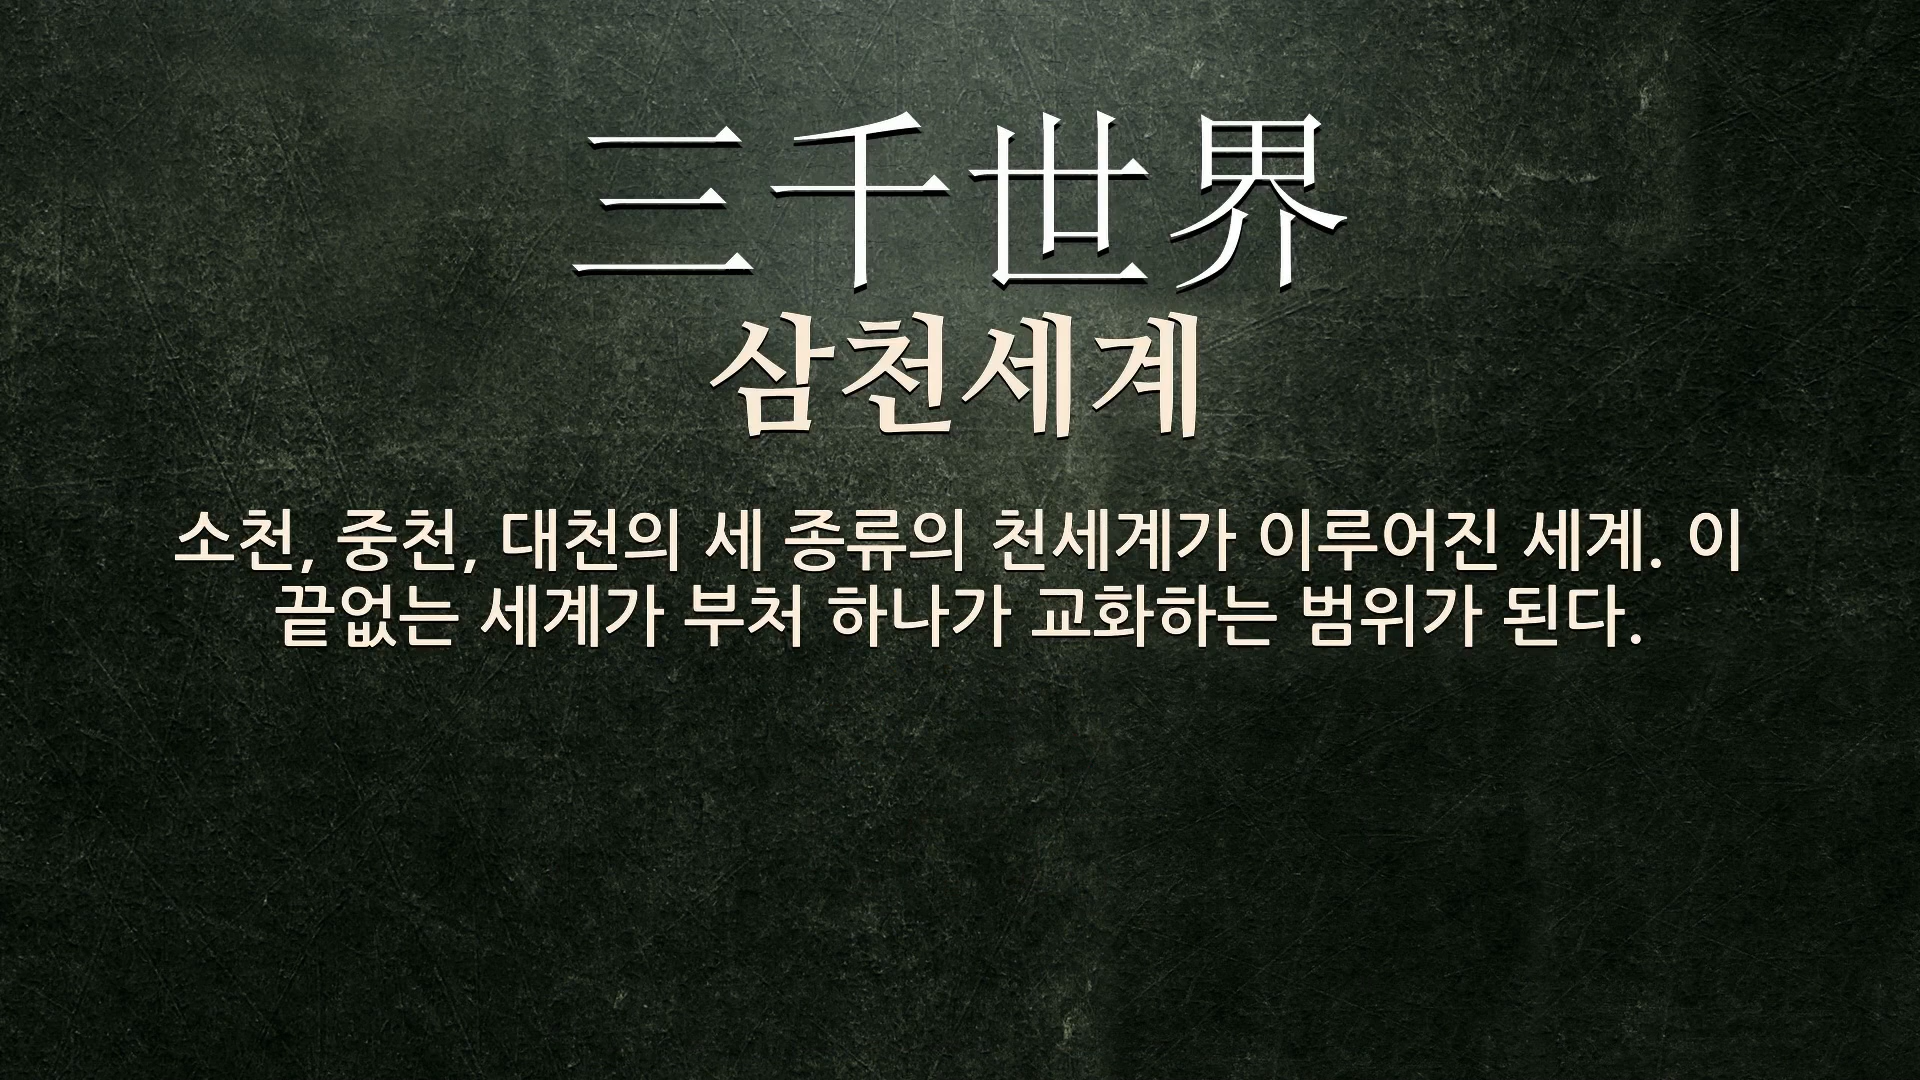 三千世界
삼천세계
소천, 중천, 대천의 세 종류의 천세계가 이루어진 세계. 이
끝없는 세계가 부처 하나가 교화하는 범위가 된다.